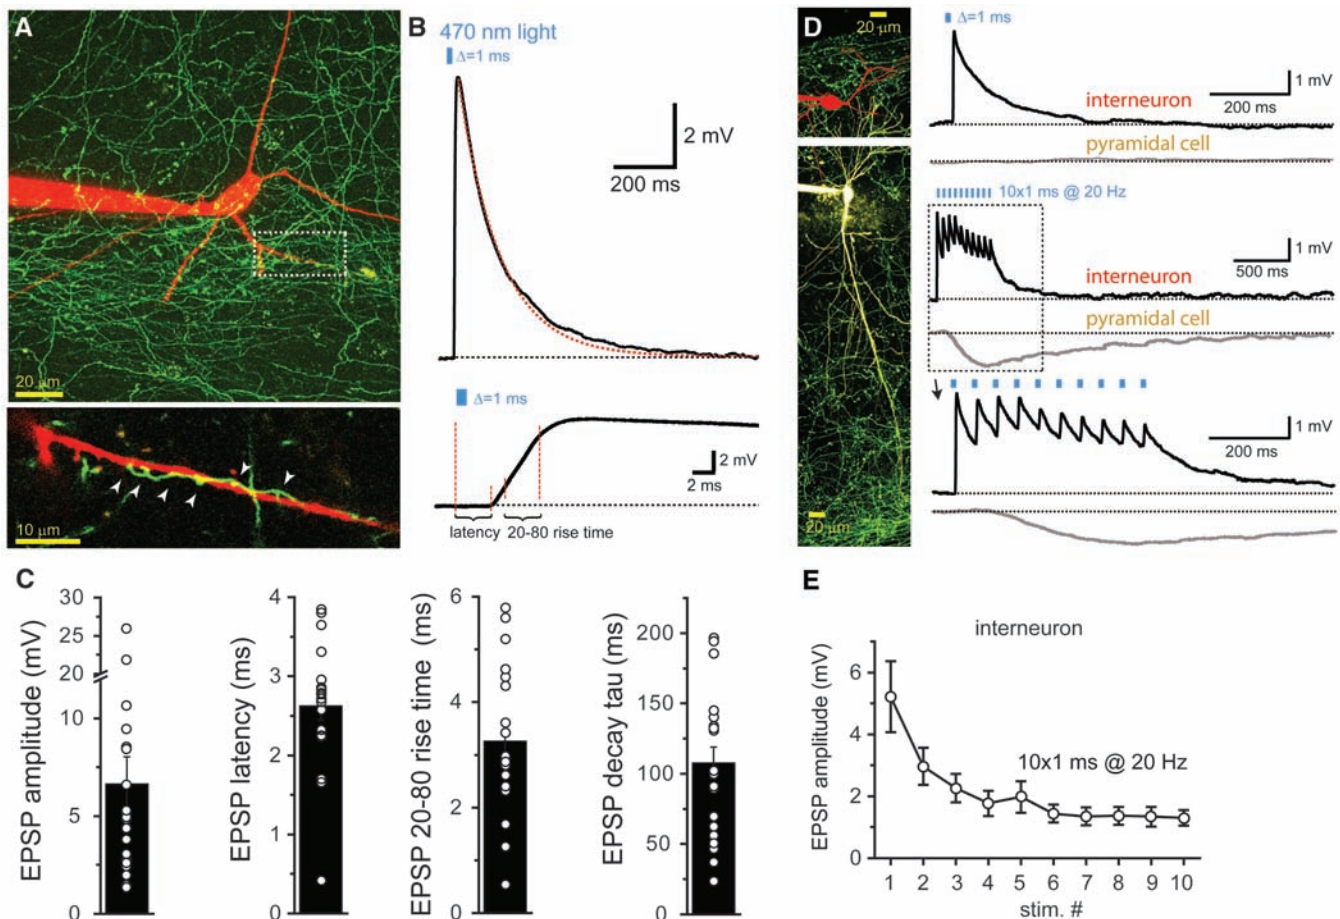 A
20 µm
10 µm
B
470 nm light
Δ=1 ms
2 mV
200 ms
Δ=1 ms
2 mV
2 ms
latency 20-80 rise time
C
EPSP amplitude (mV)
30
25
20
10
5
0
EPSP latency (ms)
4
3
2
1
0
EPSP 20-80 rise time (ms)
6
4
2
0
EPSP decay tau (ms)
200
150
100
50
0
D
20 µm
20 µm
Δ=1 ms
1 mV
200 ms
interneuron
pyramidal cell
10x1 ms @ 20 Hz
1 mV
500 ms
interneuron
pyramidal cell
1 mV
200 ms
E
interneuron
10x1 ms @ 20 Hz
EPSP amplitude (mV)
6
4
2
0
1 2 3 4 5 6 7 8 9 10
stim. #